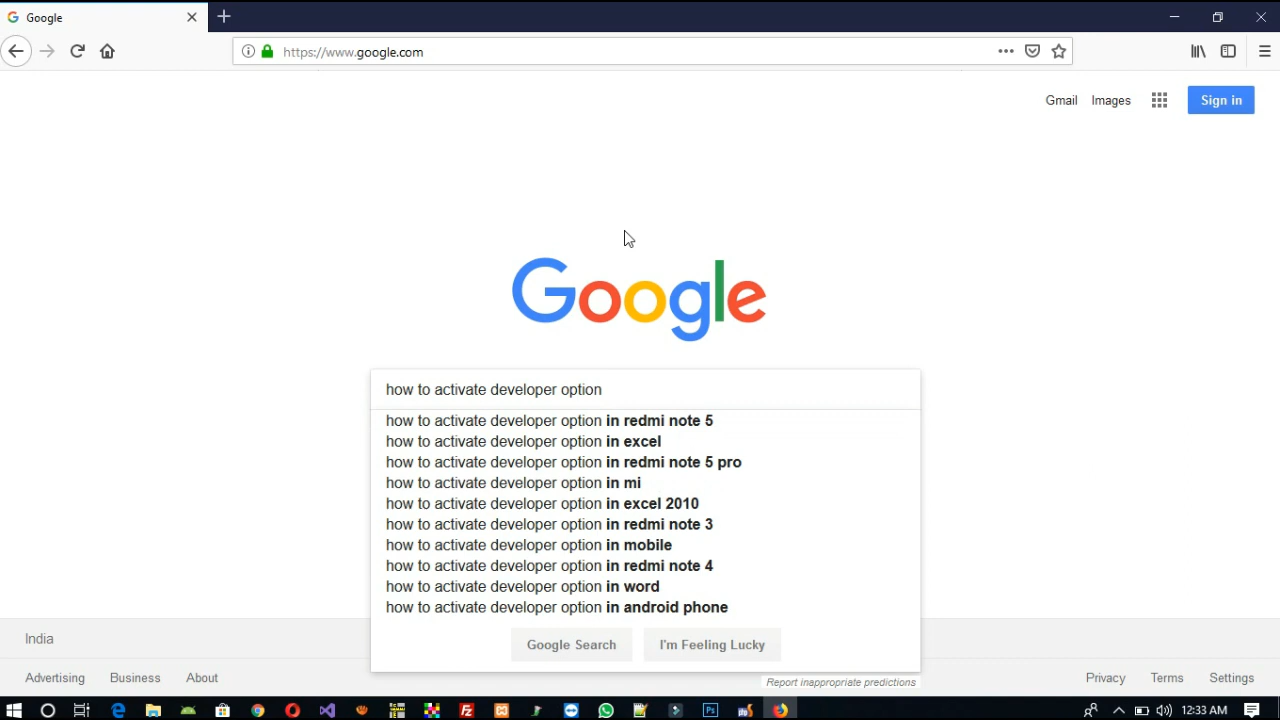 Google
https://www.google.com
Gmail
Images
Sign in
Google
how to activate developer option
how to activate developer option in redmi note 5
how to activate developer option in excel
how to activate developer option in redmi note 5 pro
how to activate developer option in mi
how to activate developer option in excel 2010
how to activate developer option in redmi note 3
how to activate developer option in mobile
how to activate developer option in redmi note 4
how to activate developer option in word
how to activate developer option in android phone
Google Search
I'm Feeling Lucky
Report inappropriate predictions
India
Advertising
Business
About
Privacy
Terms
Settings
12:33 AM